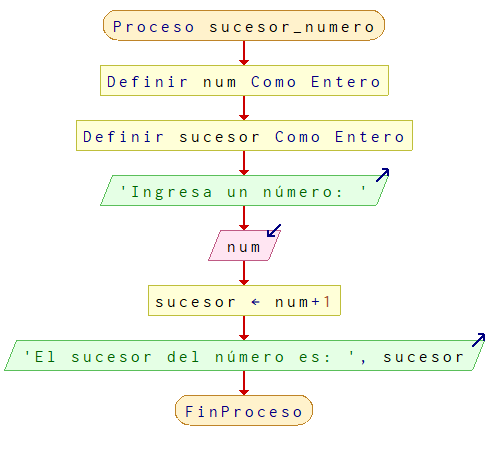 Proceso sucesor_numero
Definir num Como Entero
Definir sucesor Como Entero
'Ingresa un número: '
num
sucesor ← num+1
'El sucesor del número es: ', sucesor
FinProceso